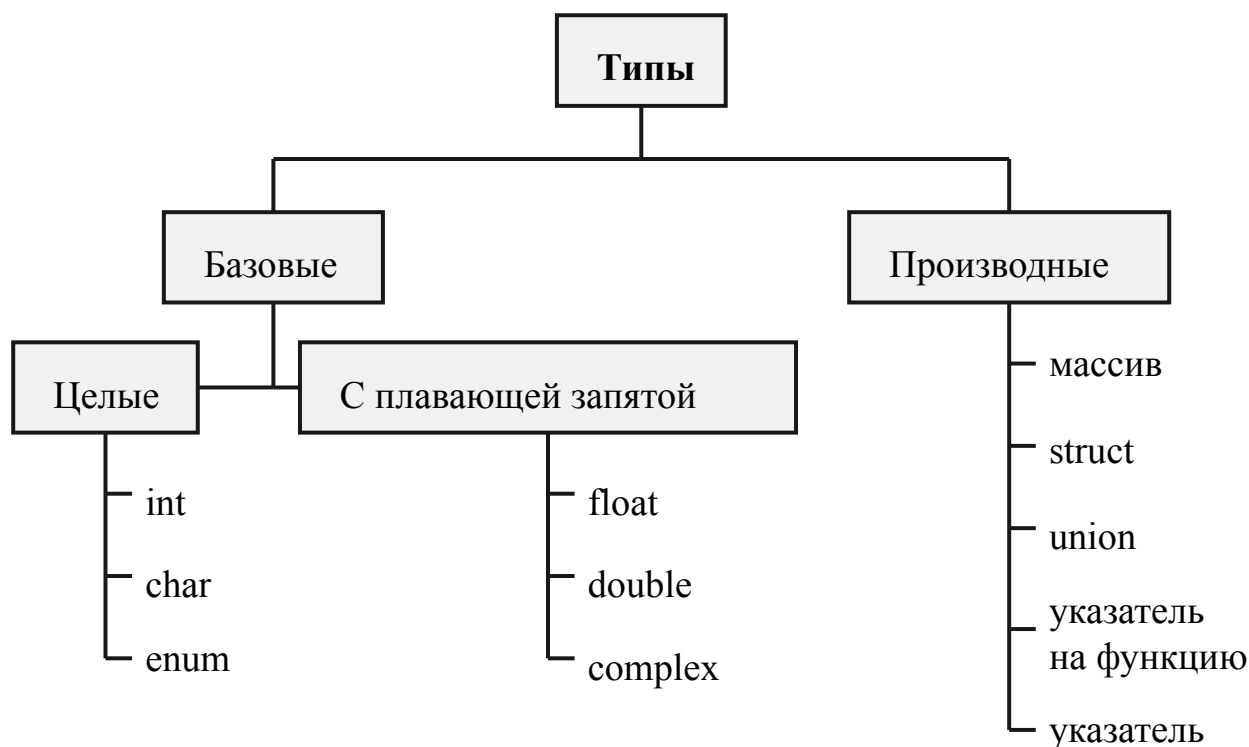 Типы
Базовые
Производные
Целые
С плавающей запятой
int
char
enum
float
double
complex
массив
struct
union
указатель
на функцию
указатель